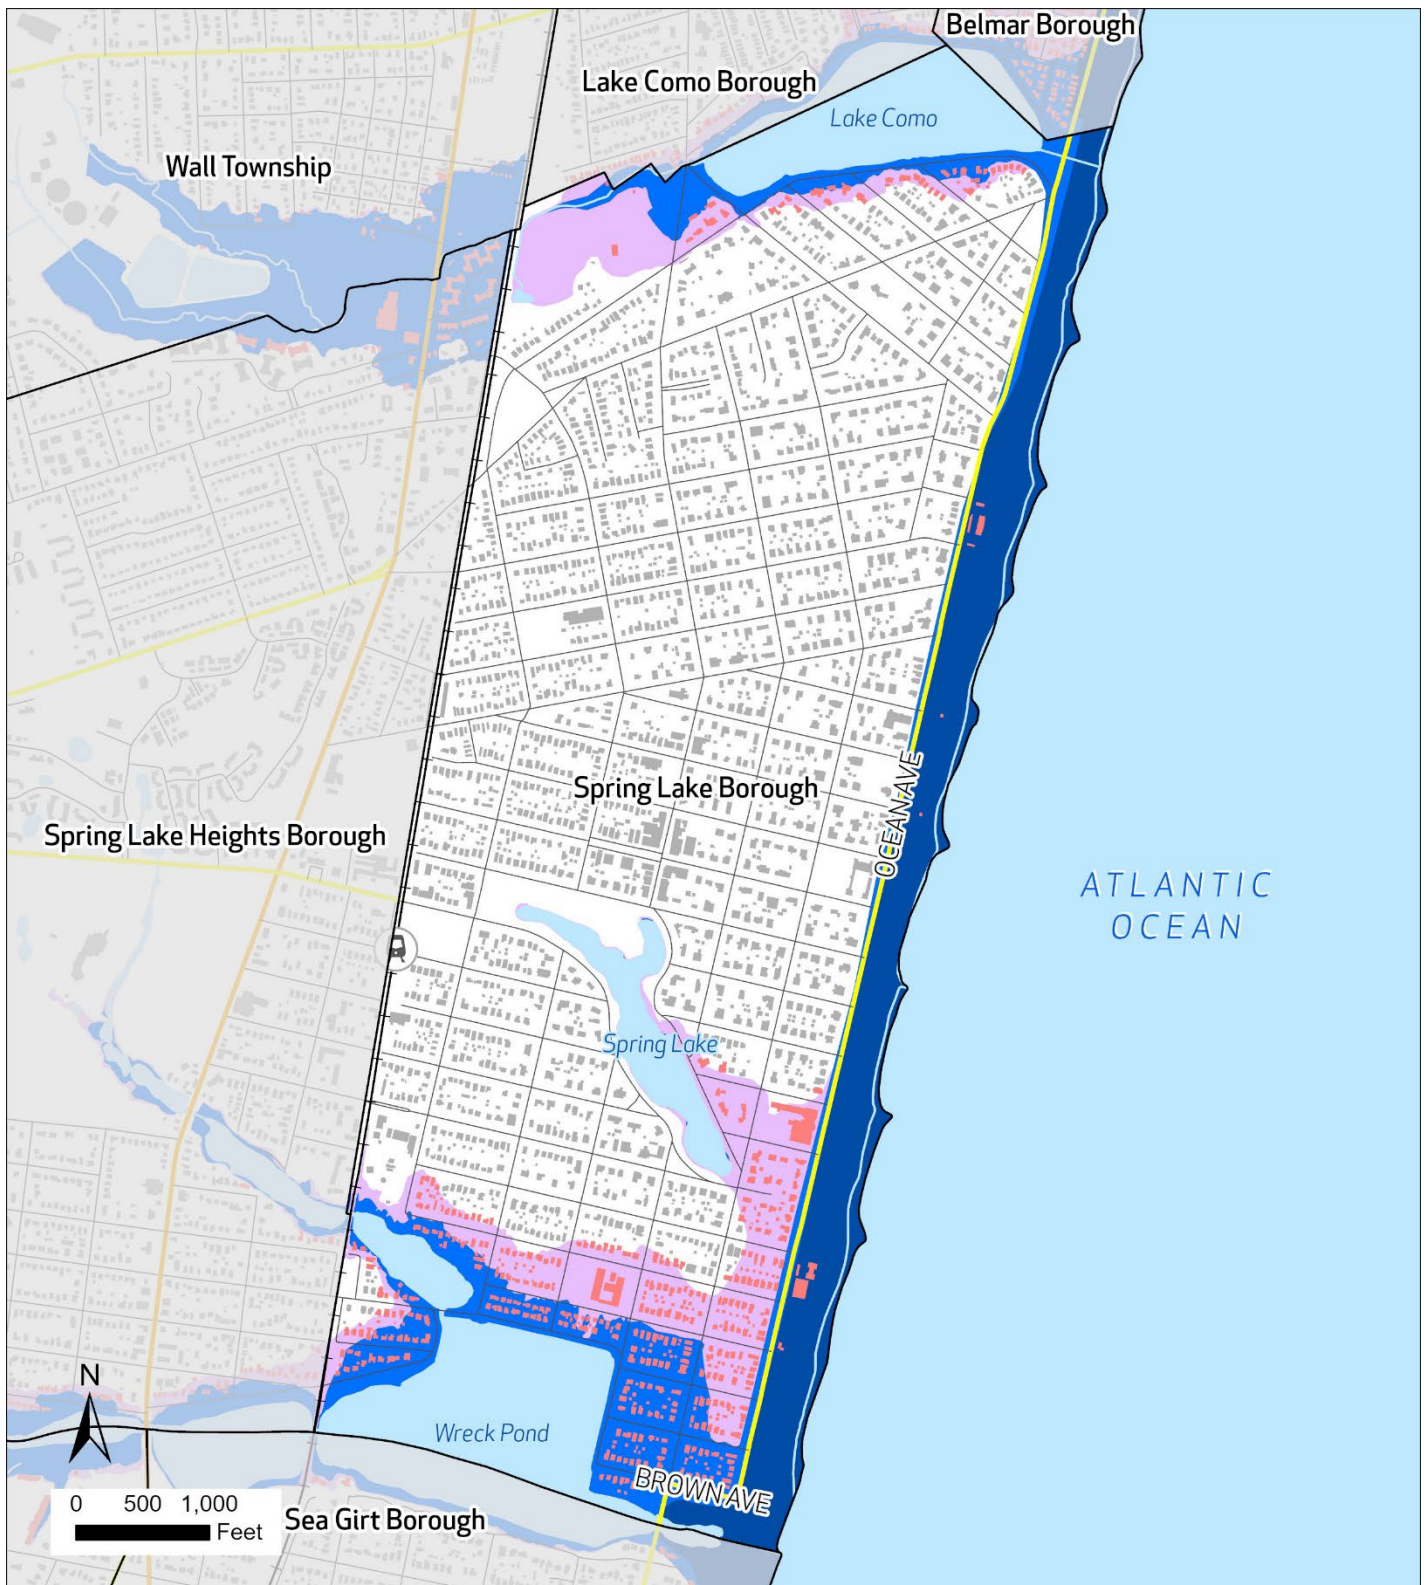 Belmar Borough
Lake Como Borough
Lake Como
Wall Township
Spring Lake Borough
OCEAN AVE
Spring Lake Heights Borough
ATLANTIC
OCEAN
Spring Lake
N
Wreck Pond
BROWN AVE
0 500 1,000
Feet
Sea Girt Borough